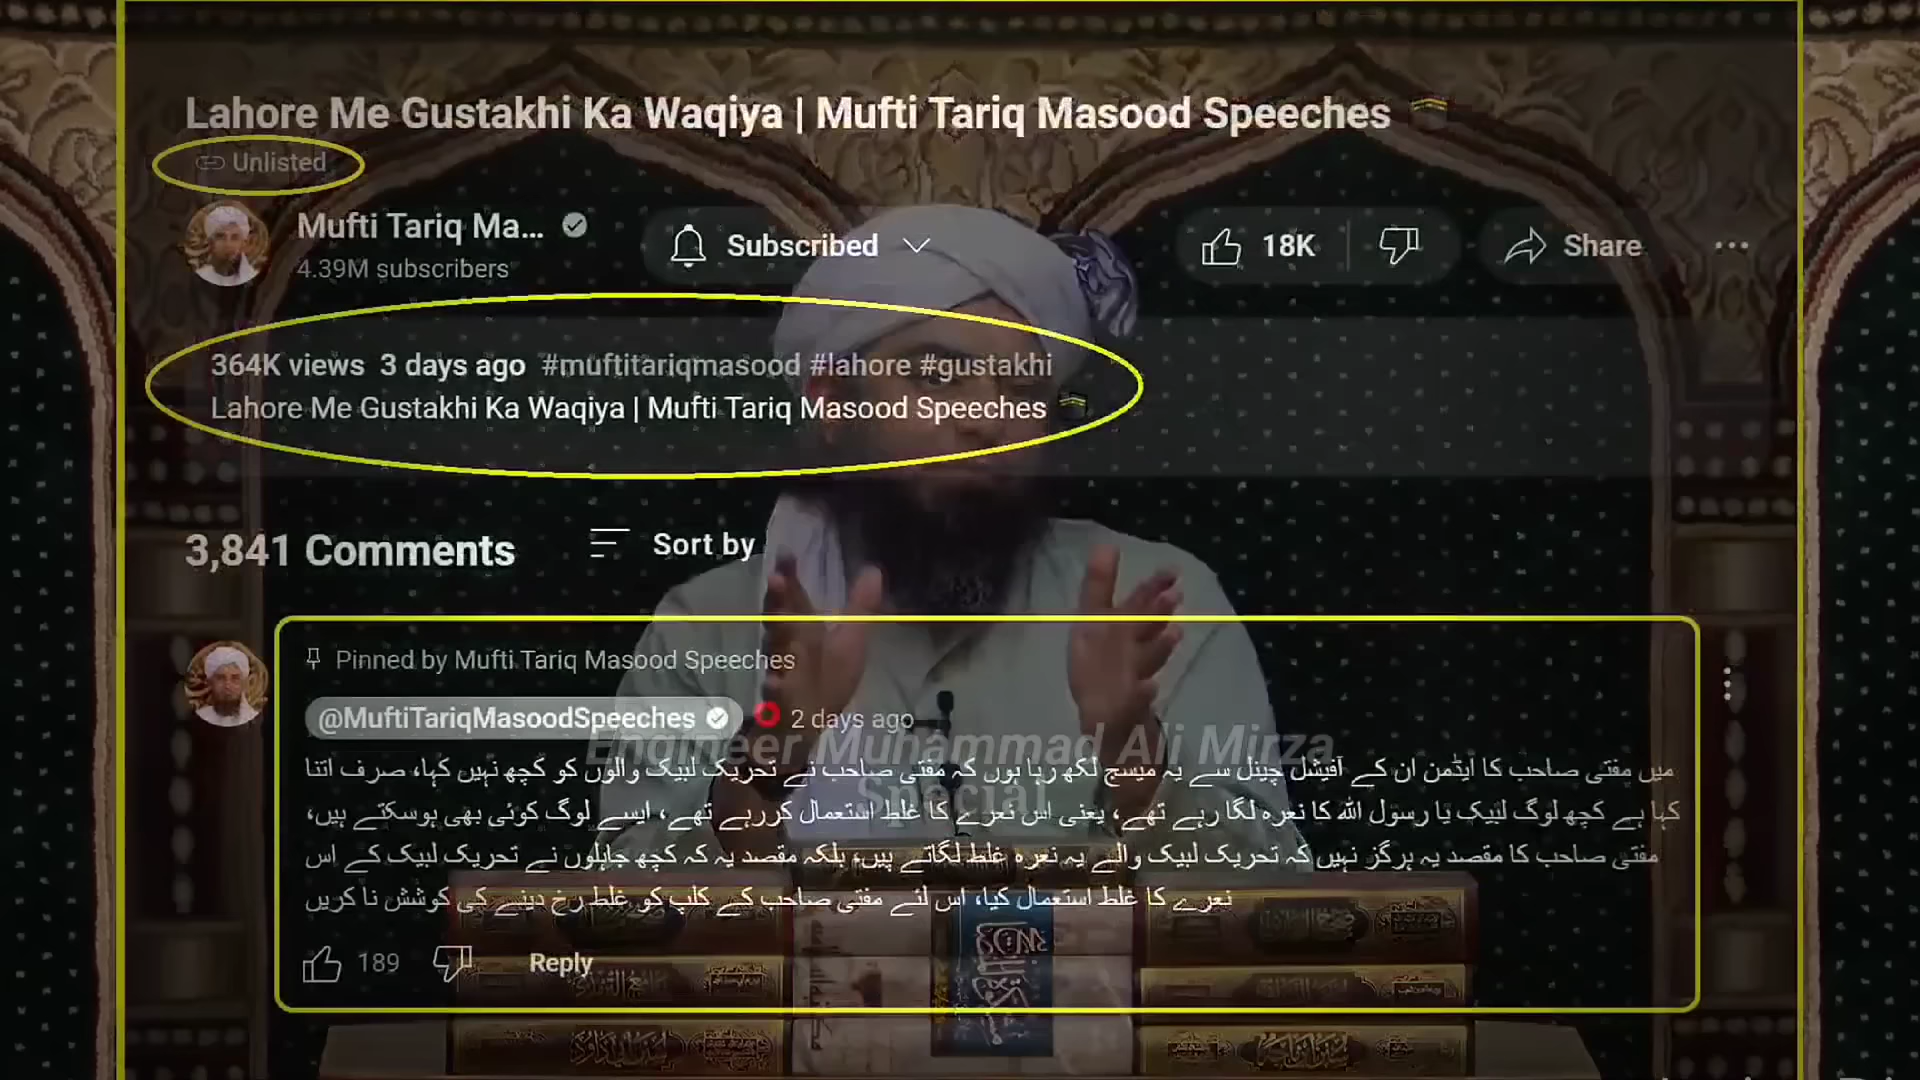 Lahore Me Gustakhi Ka Waqiya | Mufti Tariq Masood Speeches
Unlisted
Mufti Tariq Ma...
4.39M subscribers
Subscribed
18K
Share
364K views 3 days ago #muftitariqmasood #lahore #gustakhi
Lahore Me Gustakhi Ka Waqiya | Mufti Tariq Masood Speeches
3,841 Comments
Sort by
Pinned by Mufti Tariq Masood Speeches
@MuftiTariqMasoodSpeeches
2 days ago
Engineer Muhammad Ali Mirza
Special
میں مفتی صاحب کا ایڈمن ان کے آفیشل چینل سے یہ میسج لکھ رہا ہوں کہ مفتی صاحب نے تحریک لبیک والوں کو کچھ نہیں کہا، صرف اتنا
کہا ہے کچھ لوگ لبیک یا رسول اللہ کا نعرہ لگا رہے تھے، یعنی اس نعرے کا غلط استعمال کررہے تھے، ایسے لوگ کوئی بھی ہوسکتے ہیں،
مفتی صاحب کا مقصد یہ ہرگز نہیں کہ تحریک لبیک والے یہ نعرہ غلط لگاتے ہیں، بلکہ مقصد یہ کہ کچھ جاہلوں نے تحریک لبیک کے اس
نعرے کا غلط استعمال کیا، اس لئے مفتی صاحب کے کلپ کو غلط رخ دینے کی کوشش نا کریں
189
Reply